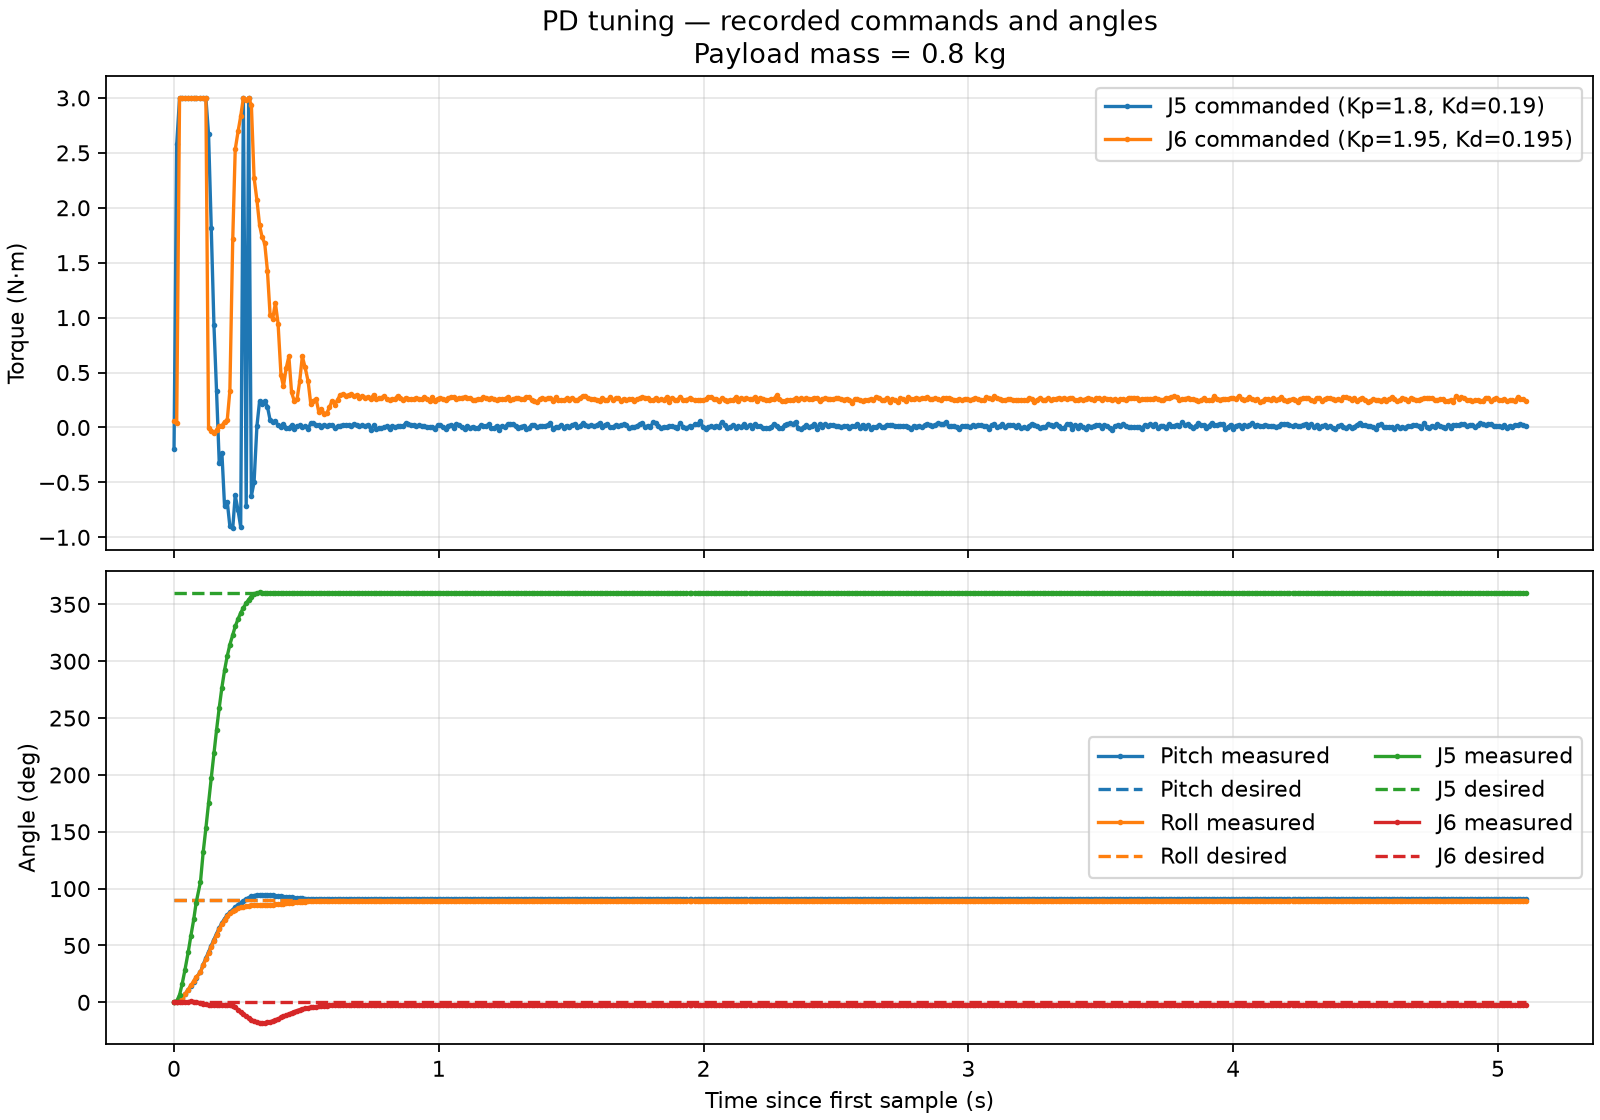 PD tuning — recorded commands and angles
Payload mass = 0.8 kg
J5 commanded (Kp=1.8, Kd=0.19)
J6 commanded (Kp=1.95, Kd=0.195)
Torque (N·m)
3.0
2.5
2.0
1.5
1.0
0.5
0.0
−0.5
−1.0
Angle (deg)
350
300
250
200
150
100
50
0
Pitch measured
Pitch desired
Roll measured
Roll desired
J5 measured
J5 desired
J6 measured
J6 desired
0 1 2 3 4 5
Time since first sample (s)